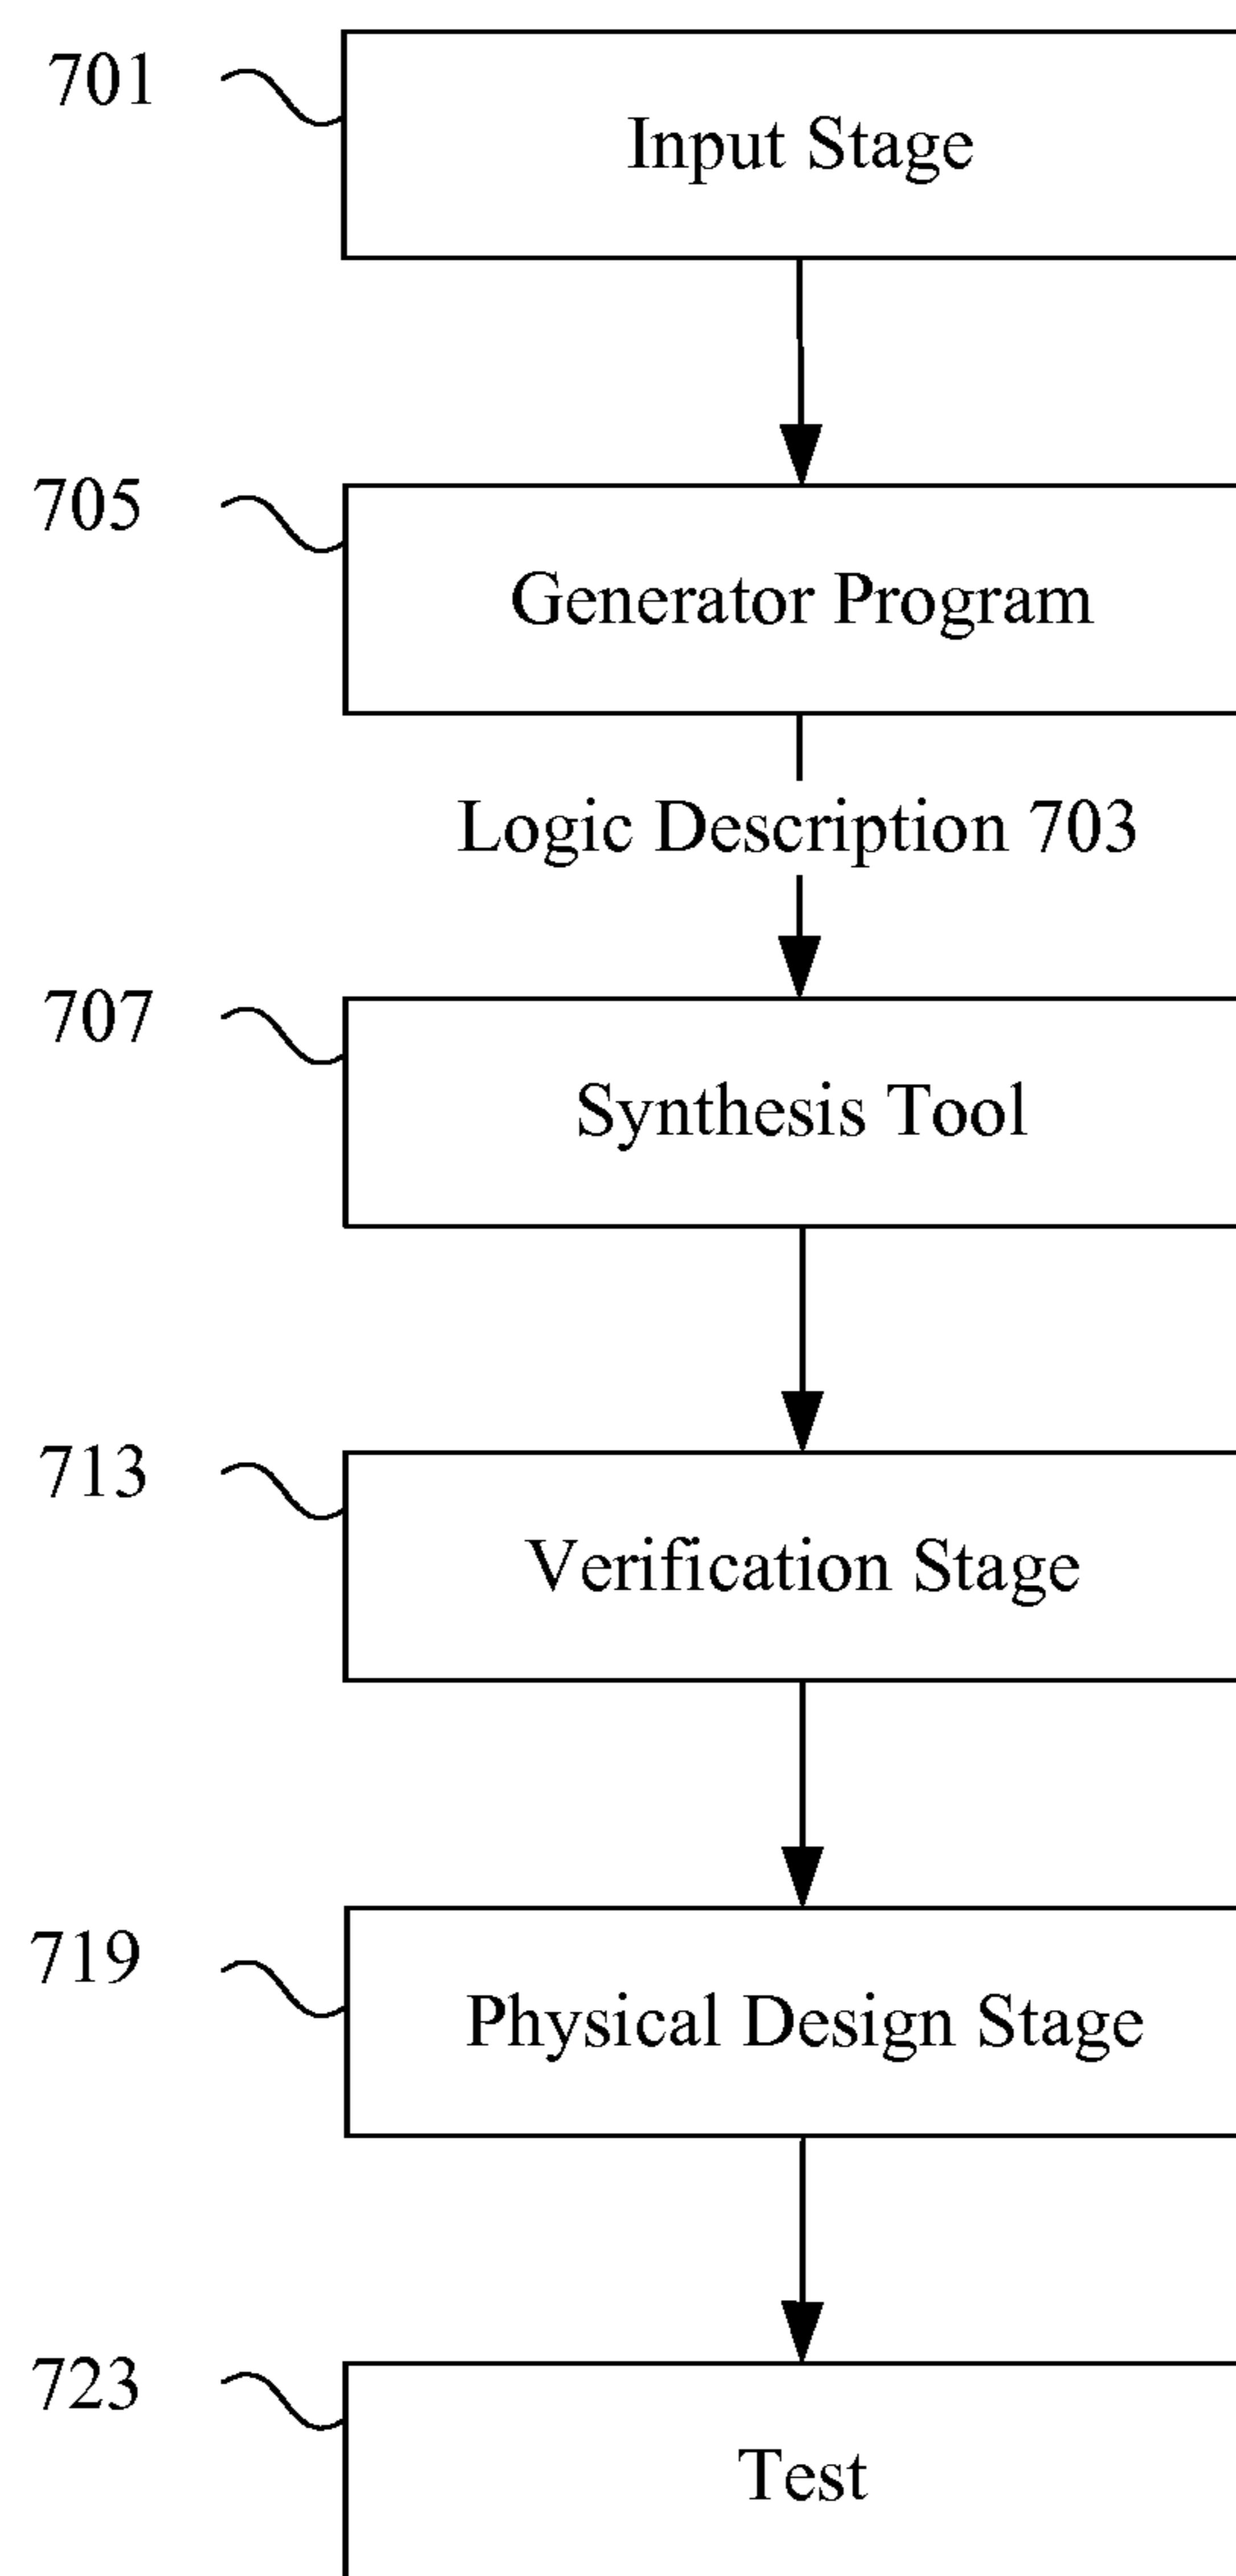 701
Input Stage
705
Generator Program
Logic Description 703
707
Synthesis Tool
713
Verification Stage
719
Physical Design Stage
723
Test